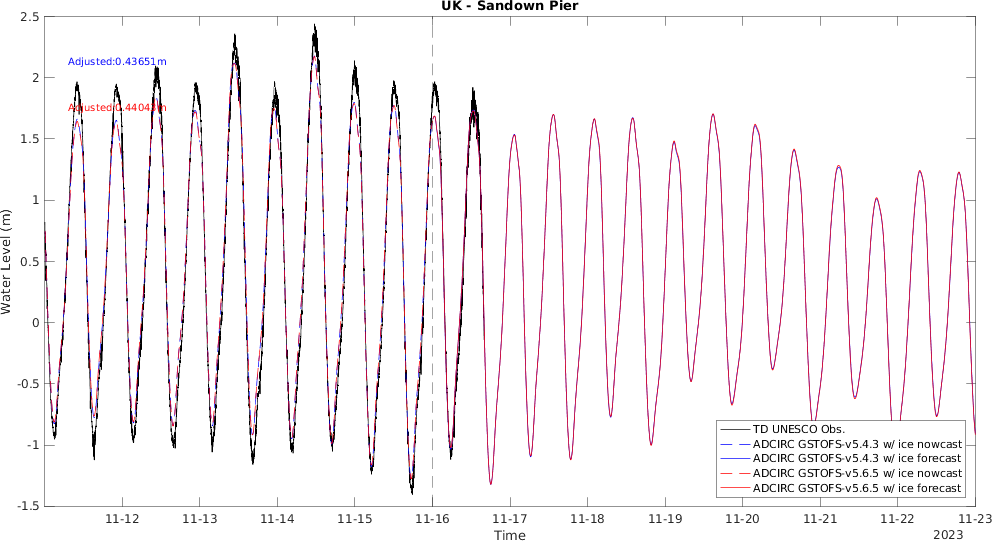 UK - Sandown Pier
2.5
2
1.5
1
0.5
0
-0.5
-1
-1.5
Water Level (m)
Adjusted:0.43651m
Adjusted:0.44043m
TD UNESCO Obs.
ADCIRC GSTOFS-v5.4.3 w/ ice nowcast
ADCIRC GSTOFS-v5.4.3 w/ ice forecast
ADCIRC GSTOFS-v5.6.5 w/ ice nowcast
ADCIRC GSTOFS-v5.6.5 w/ ice forecast
11-12 11-13 11-14 11-15 11-16 11-17 11-18 11-19 11-20 11-21 11-22 11-23
Time
2023